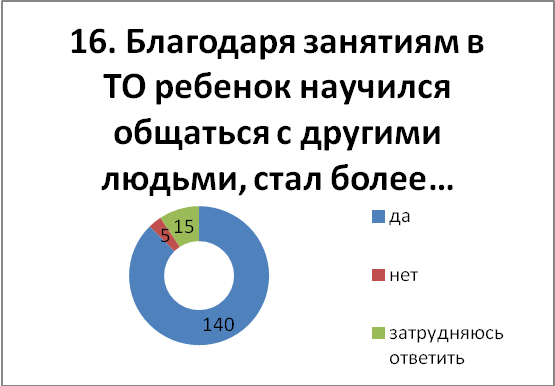 16. Благодаря занятиям в
ТО ребенок научился
общаться с другими
людьми, стал более...
5
15
140
да
нет
затрудняюсь
ответить